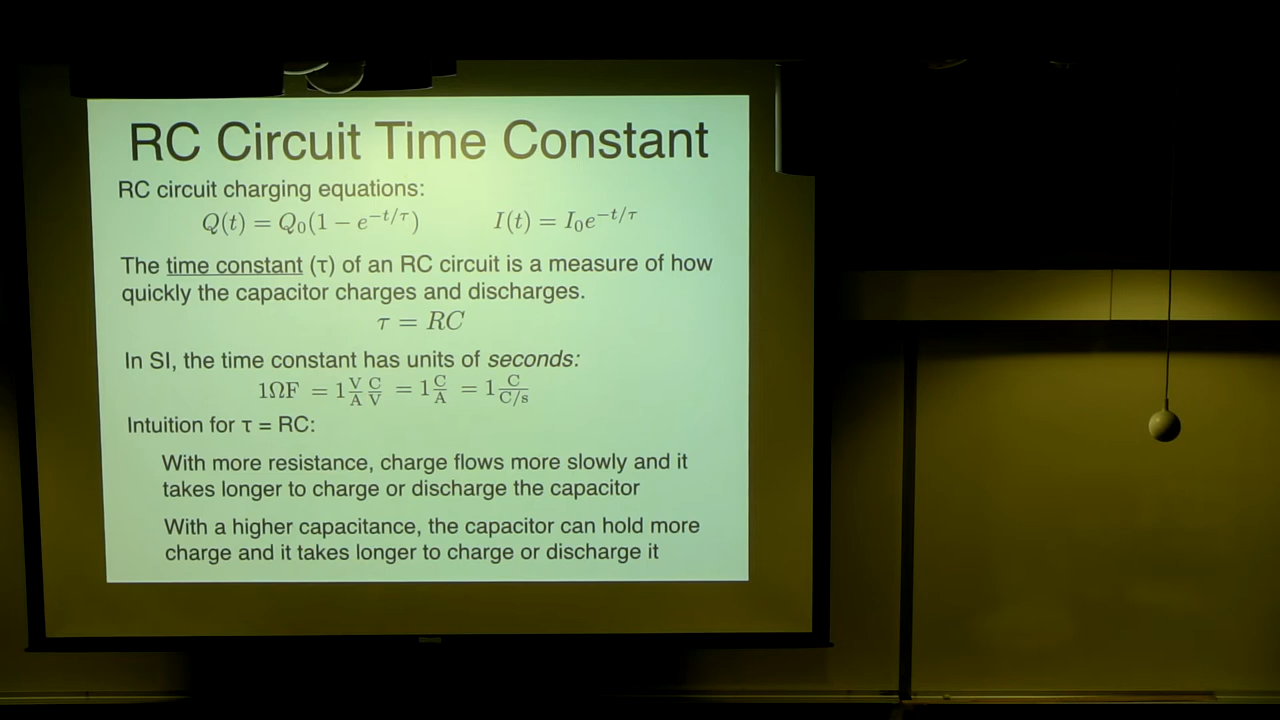 RC Circuit Time Constant
RC circuit charging equations:
Q(t) = Q₀(1 − e^{−t/τ}) I(t) = I₀e^{−t/τ}
The time constant (τ) of an RC circuit is a measure of how
quickly the capacitor charges and discharges.
τ = RC
In SI, the time constant has units of seconds:
1ΩF = 1 V/A C/V = 1 C/A = 1 C/(C/s)
Intuition for τ = RC:
With more resistance, charge flows more slowly and it
takes longer to charge or discharge the capacitor
With a higher capacitance, the capacitor can hold more
charge and it takes longer to charge or discharge it